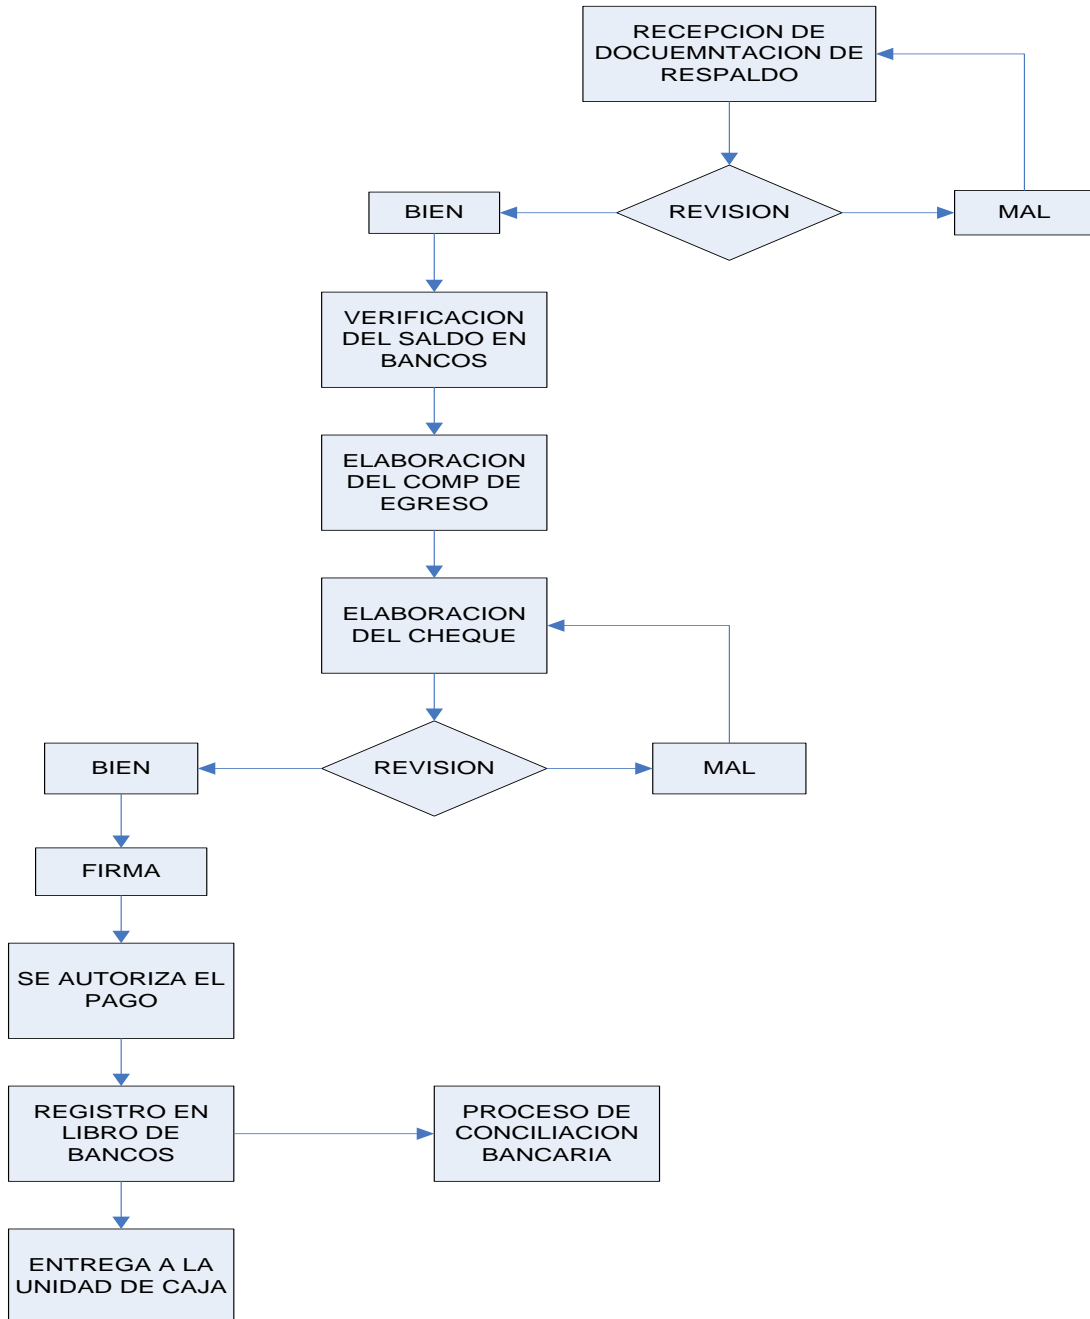 RECEPCION DE
DOCUEMNTACION DE
RESPALDO
BIEN
REVISION
MAL
VERIFICACION
DEL SALDO EN
BANCOS
ELABORACION
DEL COMP DE
EGRESO
ELABORACION
DEL CHEQUE
BIEN
REVISION
MAL
FIRMA
SE AUTORIZA EL
PAGO
REGISTRO EN
LIBRO DE
BANCOS
PROCESO DE
CONCILIACION
BANCARIA
ENTREGA A LA
UNIDAD DE CAJA